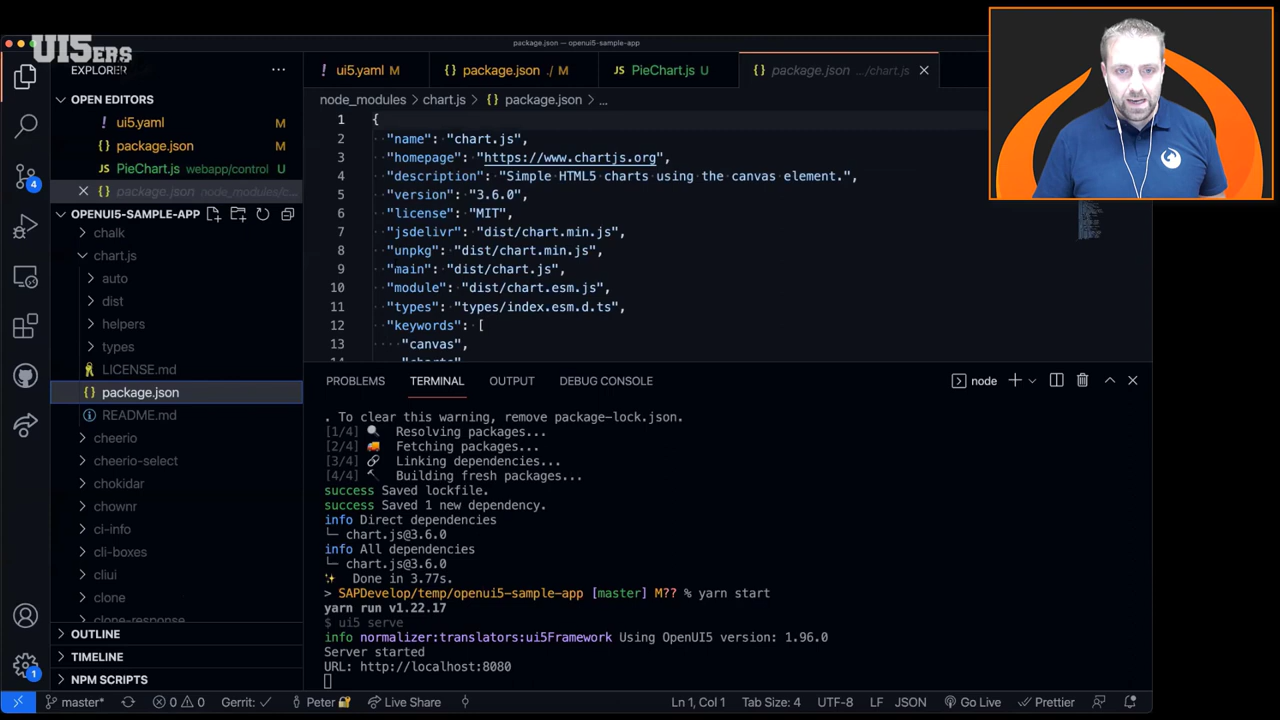 UI5ERS
package.json — openui5-sample-app
EXPLORER
OPEN EDITORS
ui5.yaml M
package.json M
PieChart.js webapp/control U
package.json node_modules/c...
OPENUI5-SAMPLE-APP
chalk
chart.js
auto
dist
helpers
types
LICENSE.md
package.json
README.md
cheerio
cheerio-select
chokidar
chownr
ci-info
cli-boxes
cliui
clone
clone-response
OUTLINE
TIMELINE
NPM SCRIPTS
4
1
ui5.yaml M
package.json ./ M
PieChart.js U
package.json .../chart.js
node_modules > chart.js > package.json > ...
1 {
2 "name": "chart.js",
3 "homepage": "https://www.chartjs.org",
4 "description": "Simple HTML5 charts using the canvas element.",
5 "version": "3.6.0",
6 "license": "MIT",
7 "jsdelivr": "dist/chart.min.js",
8 "unpkg": "dist/chart.min.js",
9 "main": "dist/chart.js",
10 "module": "dist/chart.esm.js",
11 "types": "types/index.esm.d.ts",
12 "keywords": [
13 "canvas",
14 "charts",
PROBLEMS TERMINAL OUTPUT DEBUG CONSOLE node
. To clear this warning, remove package-lock.json.
[1/4] Resolving packages...
[2/4] Fetching packages...
[3/4] Linking dependencies...
[4/4] Building fresh packages...
success Saved lockfile.
success Saved 1 new dependency.
info Direct dependencies
└─ chart.js@3.6.0
info All dependencies
└─ chart.js@3.6.0
Done in 3.77s.
> SAPDevelop/temp/openui5-sample-app [master] M?? % yarn start
yarn run v1.22.17
$ ui5 serve
info normalizer:translators:ui5Framework Using OpenUI5 version: 1.96.0
Server started
URL: http://localhost:8080
master* 0 0 Gerrit: ✓ Peter Live Share Ln 1, Col 1 Tab Size: 4 UTF-8 LF JSON Go Live Prettier